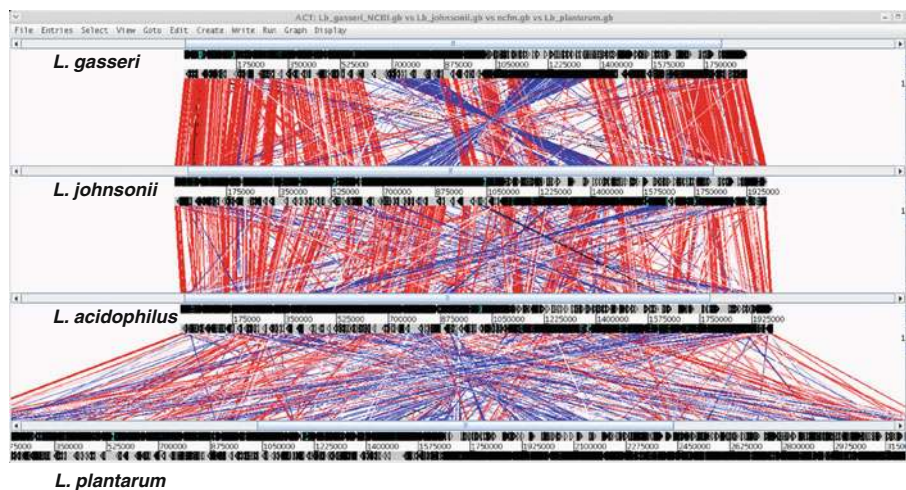 ACT: Lb_gasseri_NCBI.gb vs Lb_johnsonii.gb vs ncfm.gb vs Lb_plantarum.gb
File Entries Select View Goto Edit Create Write Run Graph Display
L. gasseri
175000 350000 525000 700000 875000 1050000 1225000 1400000 1575000 1750000
1
L. johnsonii
175000 350000 525000 700000 875000 1050000 1225000 1400000 1575000 1750000 1925000
1
L. acidophilus
175000 350000 525000 700000 875000 1050000 1225000 1400000 1575000 1750000 1925000
1
350000 525000 700000 875000 1050000 1225000 1400000 1575000 1925000 2100000 2275000 2450000 2625000 2800000 2975000
L. plantarum